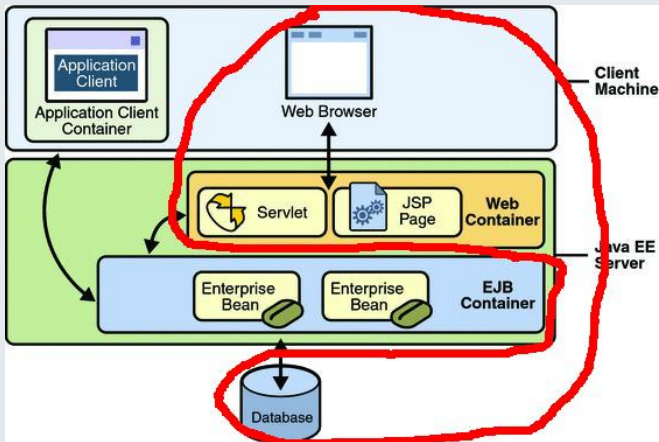 Application
Client
Application Client
Container
Web Browser
Client
Machine
Servlet
JSP
Page
Web
Container
Java EE
Server
Enterprise
Bean
Enterprise
Bean
EJB
Container
Database